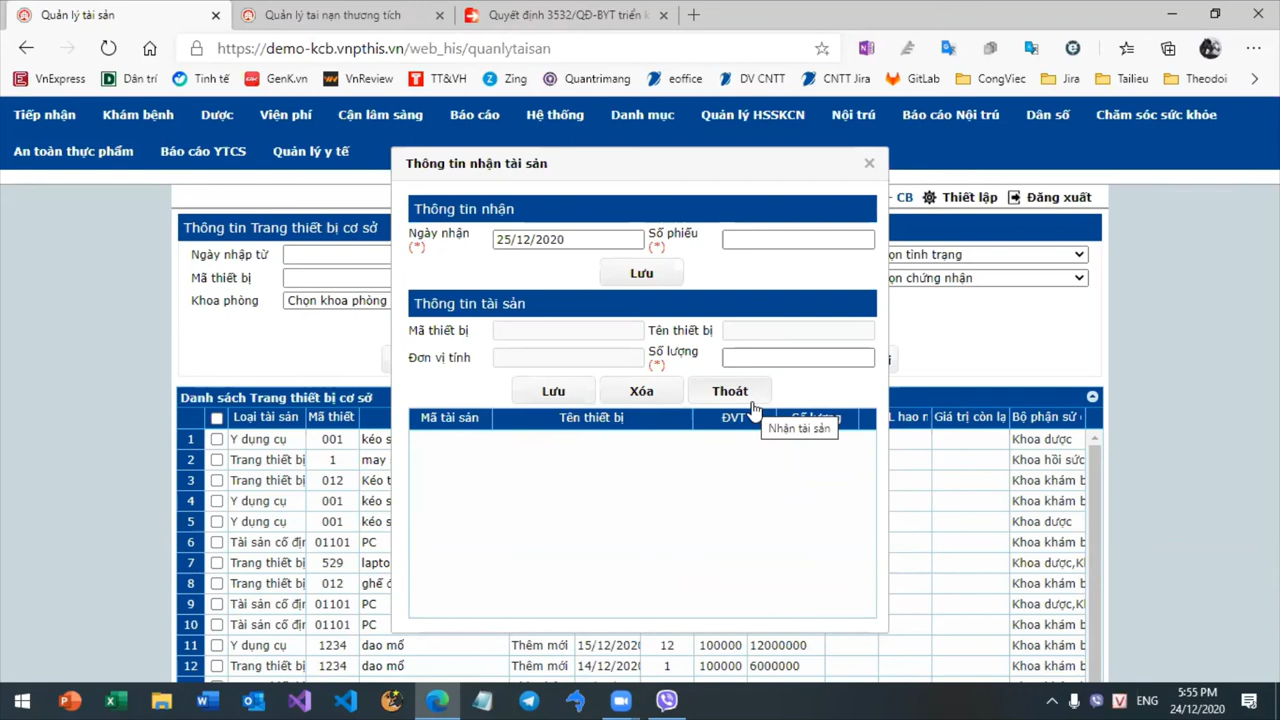 Quản lý tài sản
Quản lý tai nạn thương tích
Quyết định 3532/QĐ-BYT triển k
https://demo-kcb.vnpthis.vn/web_his/quanlytaisan
VnExpress Dân trí Tinh tế GenK.vn VnReview TT&VH Zing Quantrimang eoffice DV CNTT CNTT Jira GitLab CongViec Jira Tailieu Theodoi
Tiếp nhận Khám bệnh Dược Viện phí Cận lâm sàng Báo cáo Hệ thống Danh mục Quản lý HSSKCN Nội trú Báo cáo Nội trú Dân số Chăm sóc sức khỏe
An toàn thực phẩm Báo cáo YTCS Quản lý y tế
Thông tin nhận tài sản
- CB Thiết lập Đăng xuất
Thông tin Trang thiết bị cơ sở
Thông tin nhận
Ngày nhập từ
Ngày nhận (*) 25/12/2020 Số phiếu (*)
ọn tình trạng
Mã thiết bị
Lưu
ọn chứng nhận
Khoa phòng Chọn khoa phòng
Thông tin tài sản
Mã thiết bị Tên thiết bị
Đơn vị tính Số lượng (*)
Lưu Xóa Thoát
Nhận tài sản
Danh sách Trang thiết bị cơ sở
Mã tài sản Tên thiết bị ĐVT
Loại tài sản Mã thiết L hao m Giá trị còn lạ Bộ phận sử
1 Y dụng cụ 001 kéo s Khoa dược
2 Trang thiết bị 1 may Khoa hồi sức
3 Trang thiết bị 012 Kéo t Khoa khám b
4 Y dụng cụ 001 kéo s Khoa khám b
5 Y dụng cụ 001 kéo s Khoa dược
6 Tài sản cố địn 01101 PC Khoa khám b
7 Trang thiết bị 529 lapto Khoa dược,K
8 Trang thiết bị 012 ghế Khoa khám b
9 Tài sản cố địn 01101 PC Khoa dược,K
10 Tài sản cố địn 01101 PC Khoa khám b
11 Y dụng cụ 1234 dao mổ Thêm mới 15/12/2020 12 100000 12000000 Khoa khám b
12 Trang thiết bị 1234 dao mổ Thêm mới 14/12/2020 1 100000 6000000 Khoa khám b
ENG
5:55 PM
24/12/2020